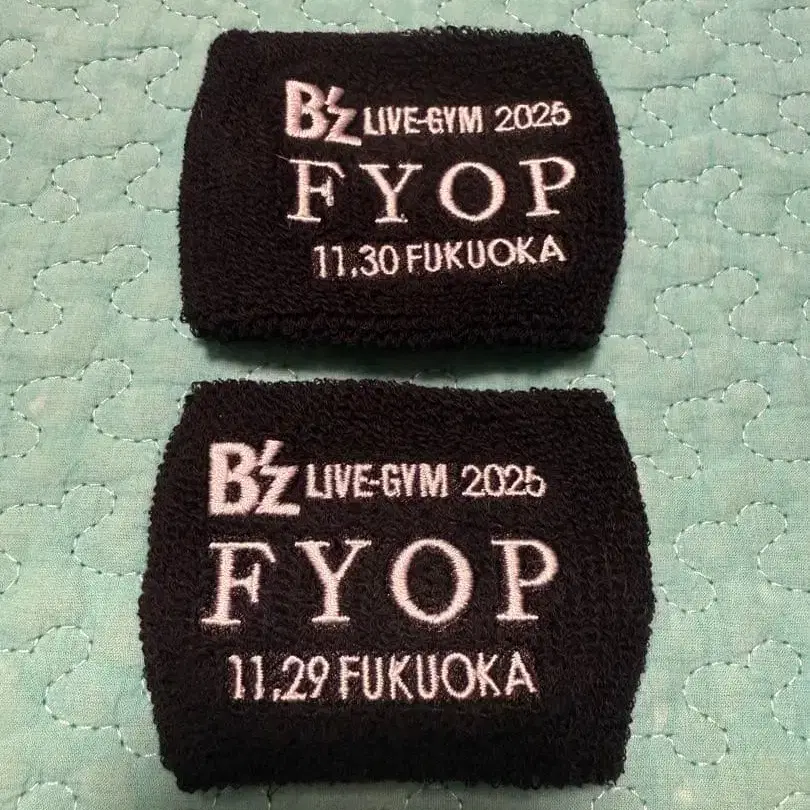 B'z LIVE-GYM 2025
FYOP
11.30 FUKUOKA
B'z LIVE-GYM 2025
FYOP
11.29 FUKUOKA